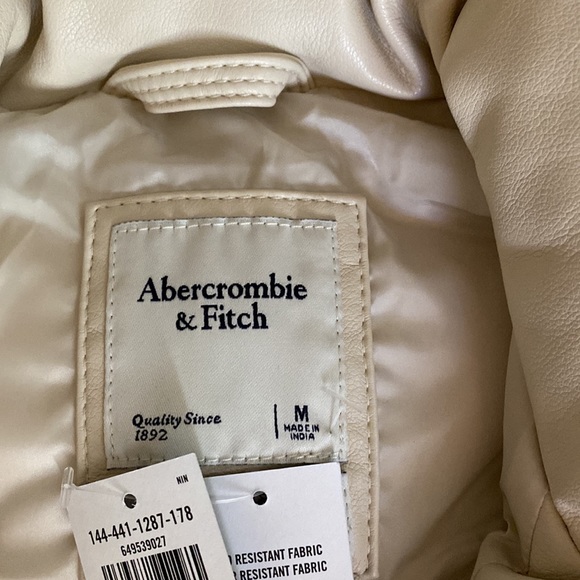 Abercrombie
& Fitch
Quality Since
1892
M
MADE IN
INDIA
NIN
144-441-1287-178
649539027
RESISTANT FABRIC
RESISTANT FABRIC